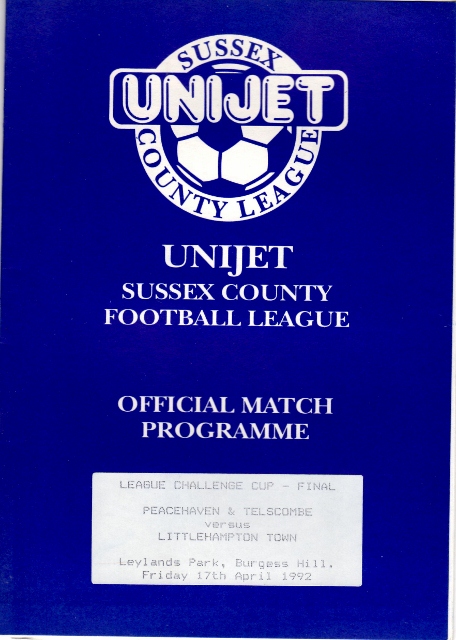 SUSSEX
UNIJET
COUNTY LEAGUE
UNIJET
SUSSEX COUNTY
FOOTBALL LEAGUE
OFFICIAL MATCH
PROGRAMME
LEAGUE CHALLENGE CUP - FINAL
PEACEHAVEN & TELSCOMBE
versus
LITTLEHAMPTON TOWN
Leylands Park, Burgess Hill.
Friday 17th April 1992